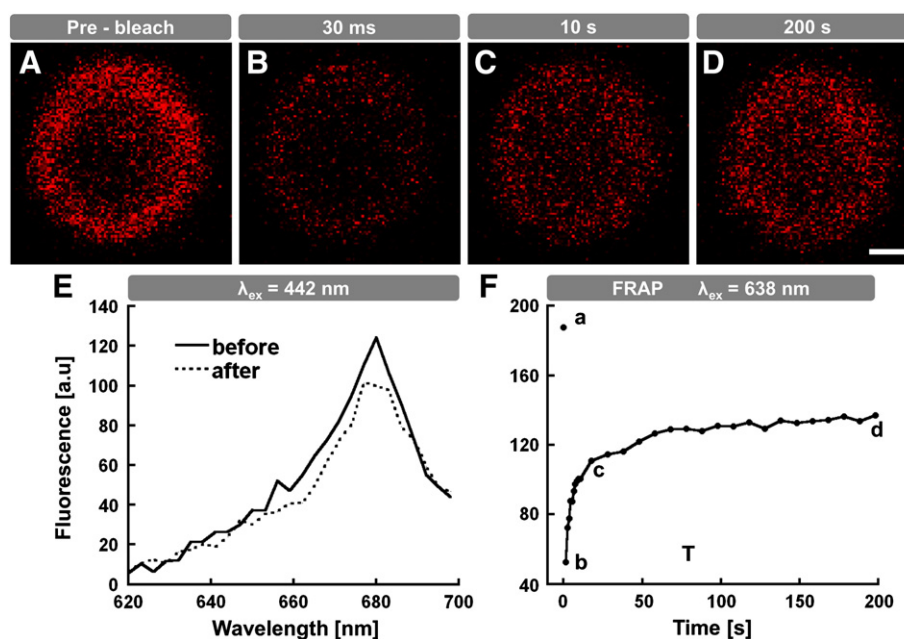 Pre - bleach 30 ms 10 s 200 s
A B C D
E λex = 442 nm F FRAP λex = 638 nm
140 200
120 a
before
after
100 160
80 120 d
c
60
40 80
20 b T
0 40
620 640 660 680 700 0 50 100 150 200
Fluorescence [a.u]
Wavelength [nm] Time [s]